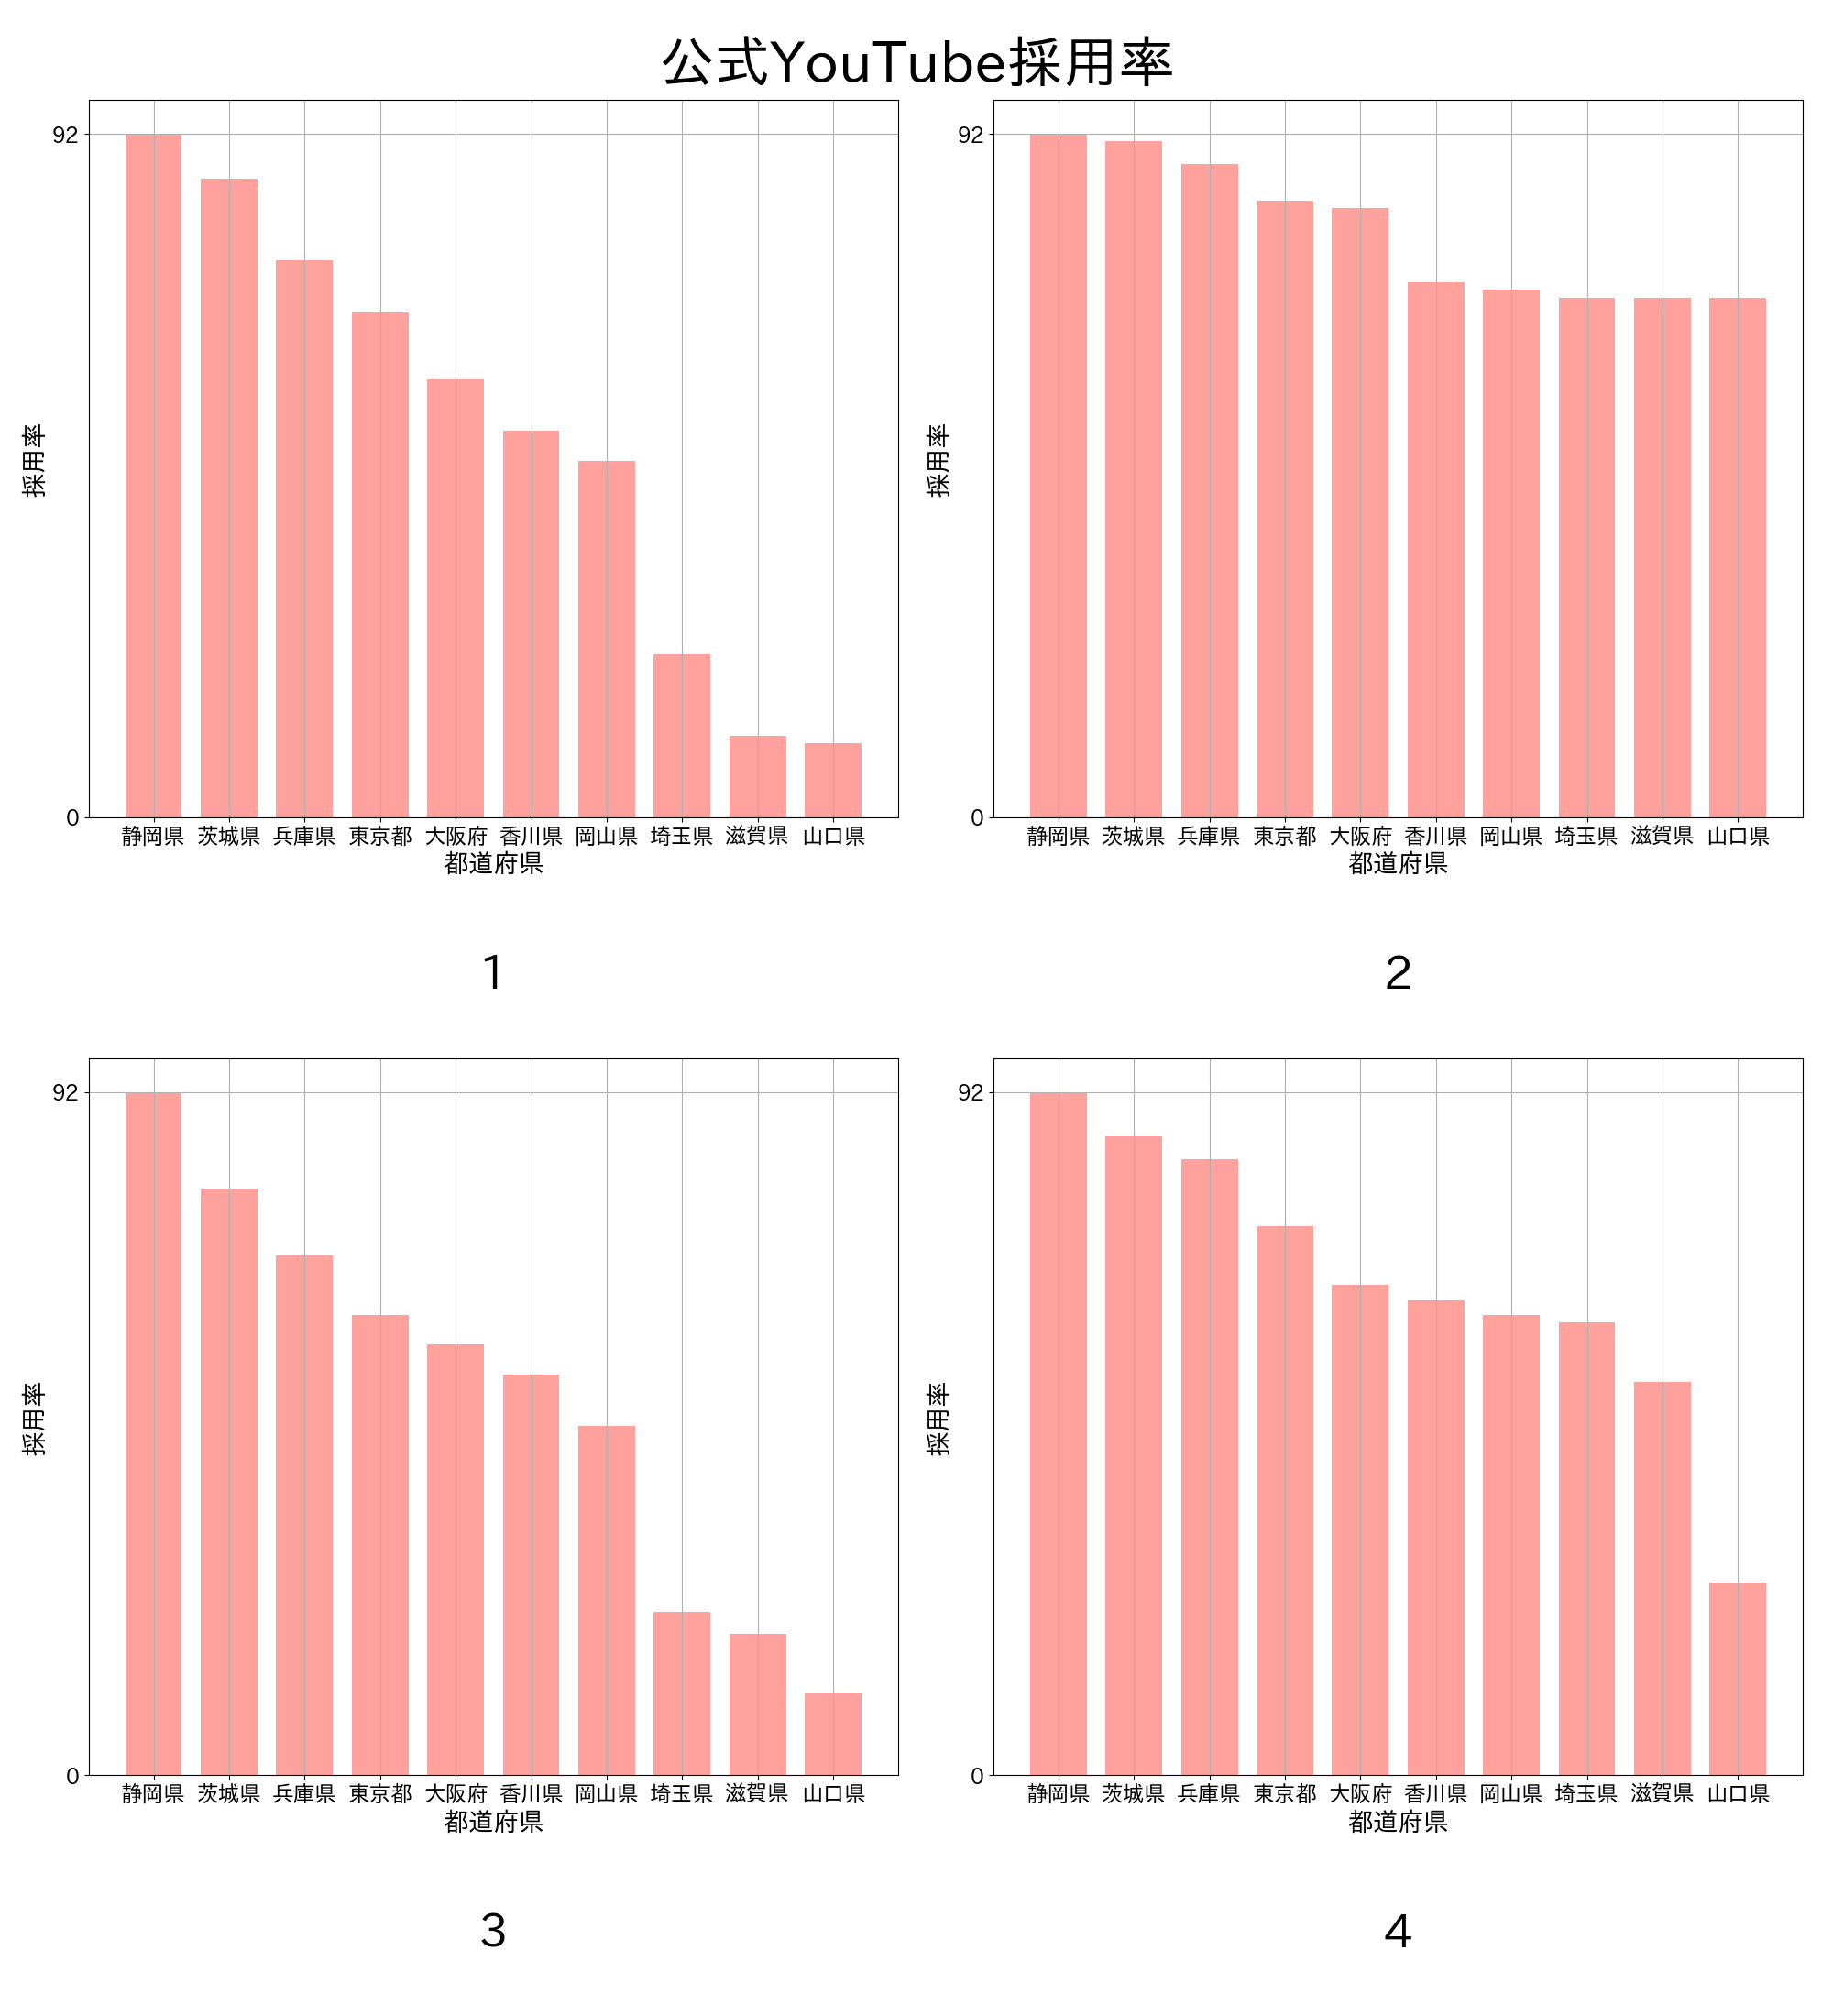 公式YouTube採用率
92
0
採用率
静岡県 茨城県 兵庫県 東京都 大阪府 香川県 岡山県 埼玉県 滋賀県 山口県
都道府県
1
92
0
採用率
静岡県 茨城県 兵庫県 東京都 大阪府 香川県 岡山県 埼玉県 滋賀県 山口県
都道府県
2
92
0
採用率
静岡県 茨城県 兵庫県 東京都 大阪府 香川県 岡山県 埼玉県 滋賀県 山口県
都道府県
3
92
0
採用率
静岡県 茨城県 兵庫県 東京都 大阪府 香川県 岡山県 埼玉県 滋賀県 山口県
都道府県
4